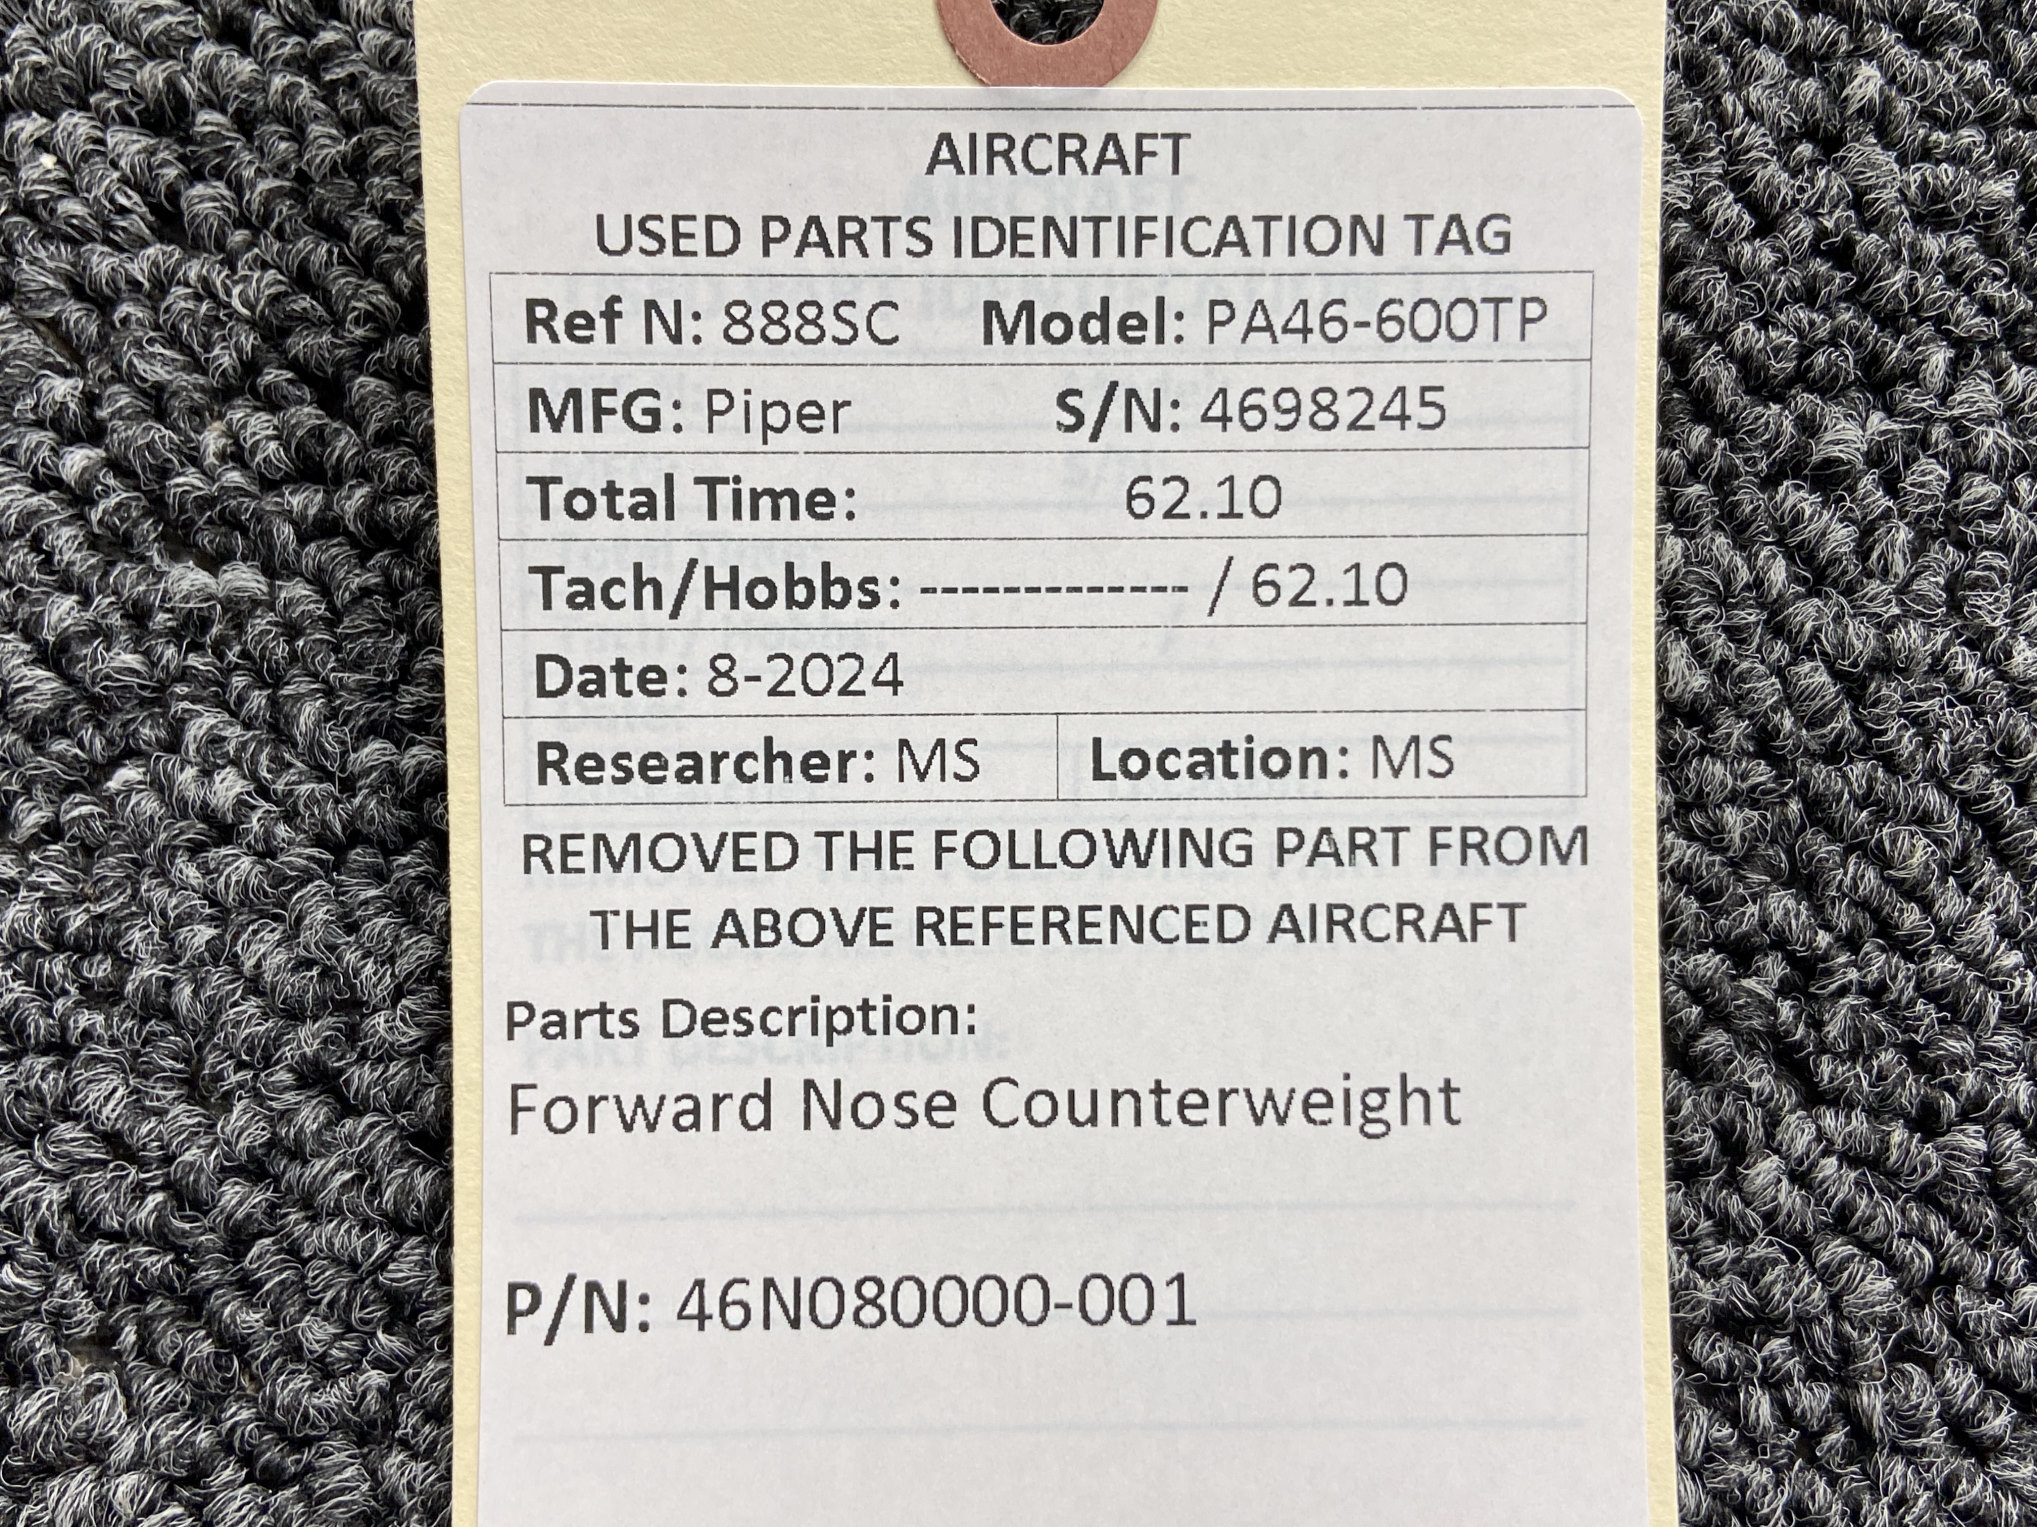 AIRCRAFT
USED PARTS IDENTIFICATION TAG
Ref N: 888SC Model: PA46-600TP
MFG: Piper S/N: 4698245
Total Time: 62.10
Tach/Hobbs: ------------- / 62.10
Date: 8-2024
Researcher: MS Location: MS
REMOVED THE FOLLOWING PART FROM
THE ABOVE REFERENCED AIRCRAFT
Parts Description:
Forward Nose Counterweight
P/N: 46N080000-001